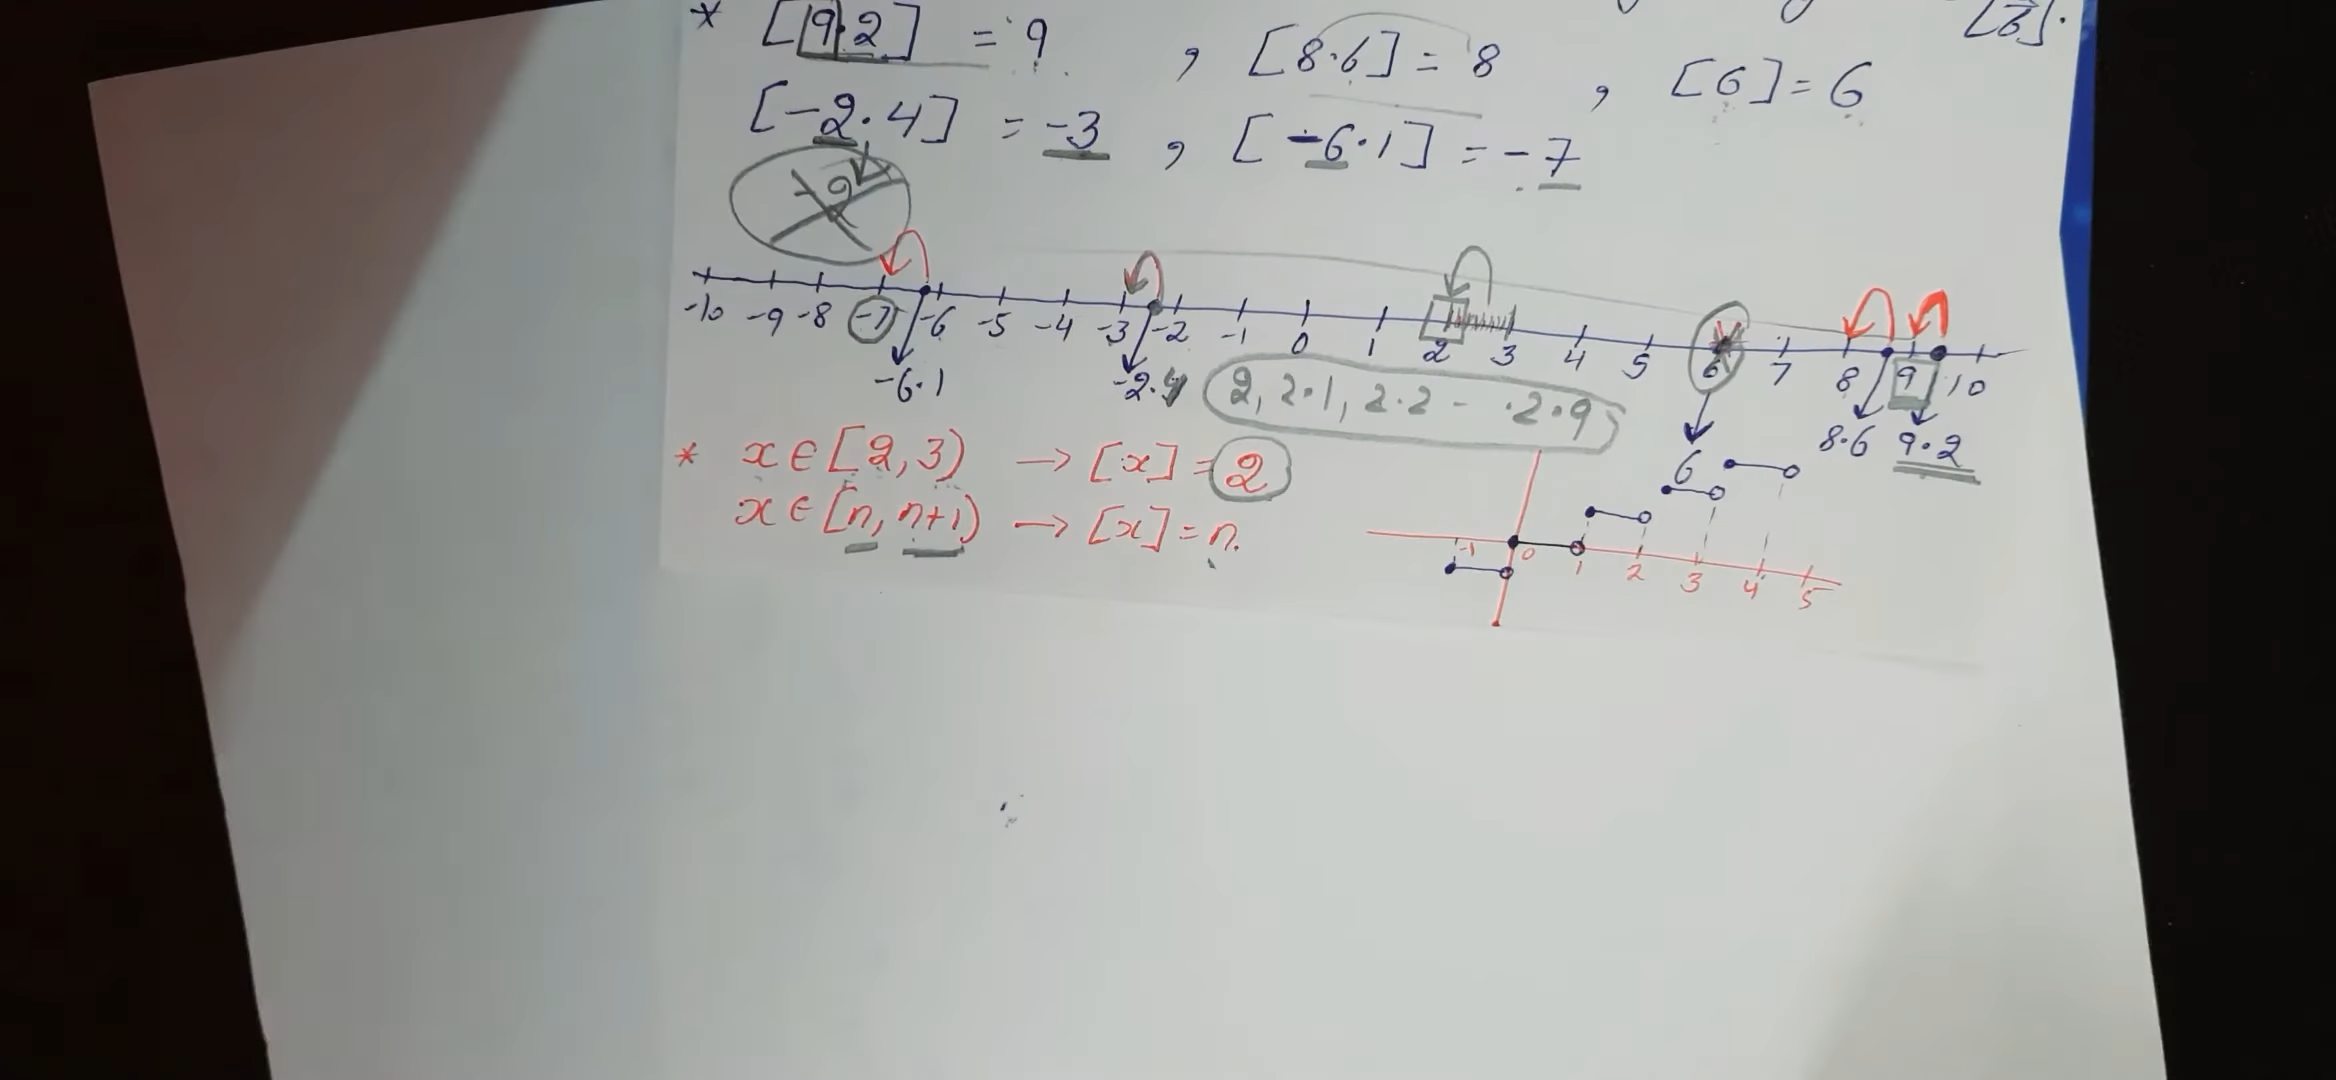 [6].
* [9.2] = 9 , [8.6] = 8 , [6] = 6
[-2.4] = -3 , [-6.1] = -7
-10 -9 -8 -7 -6 -5 -4 -3 -2 -1 0 1 2 3 4 5 6 7 8 9 10
-6.1 -2.4 2, 2.1, 2.2 - .2.9 6 8.6 9.2
* x ∈ [2, 3) → [x] = 2
x ∈ [n, n+1) → [x] = n.
-1 0 1 2 3 4 5